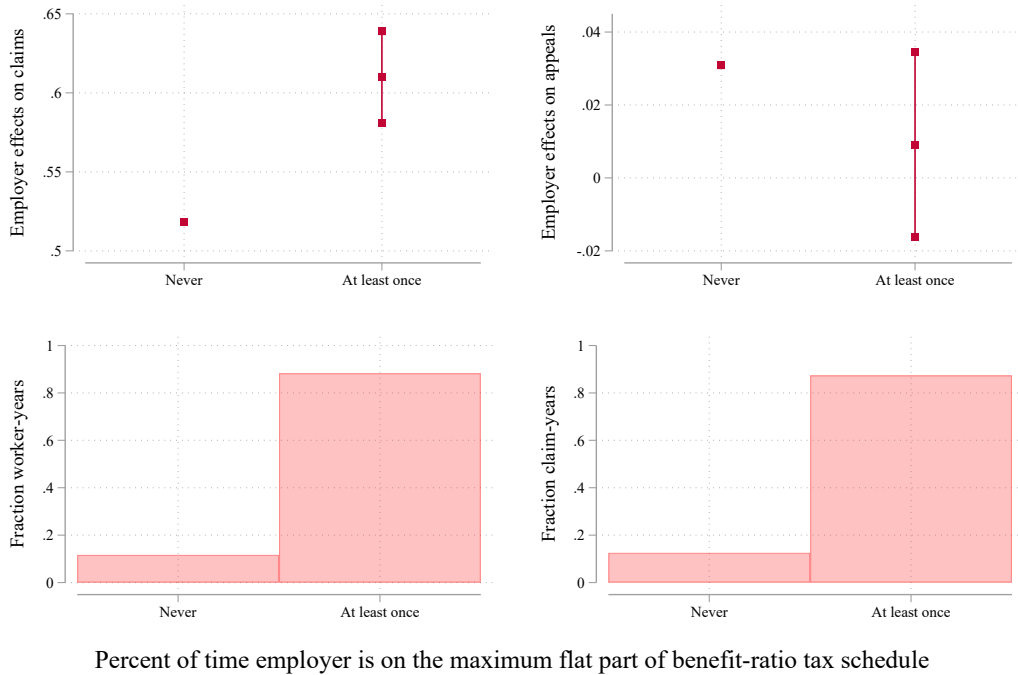 Employer effects on claims
.65
.6
.55
.5
Never
At least once
Employer effects on appeals
.04
.02
0
-.02
Never
At least once
Fraction worker-years
1
.8
.6
.4
.2
0
Never
At least once
Fraction claim-years
1
.8
.6
.4
.2
0
Never
At least once
Percent of time employer is on the maximum flat part of benefit-ratio tax schedule